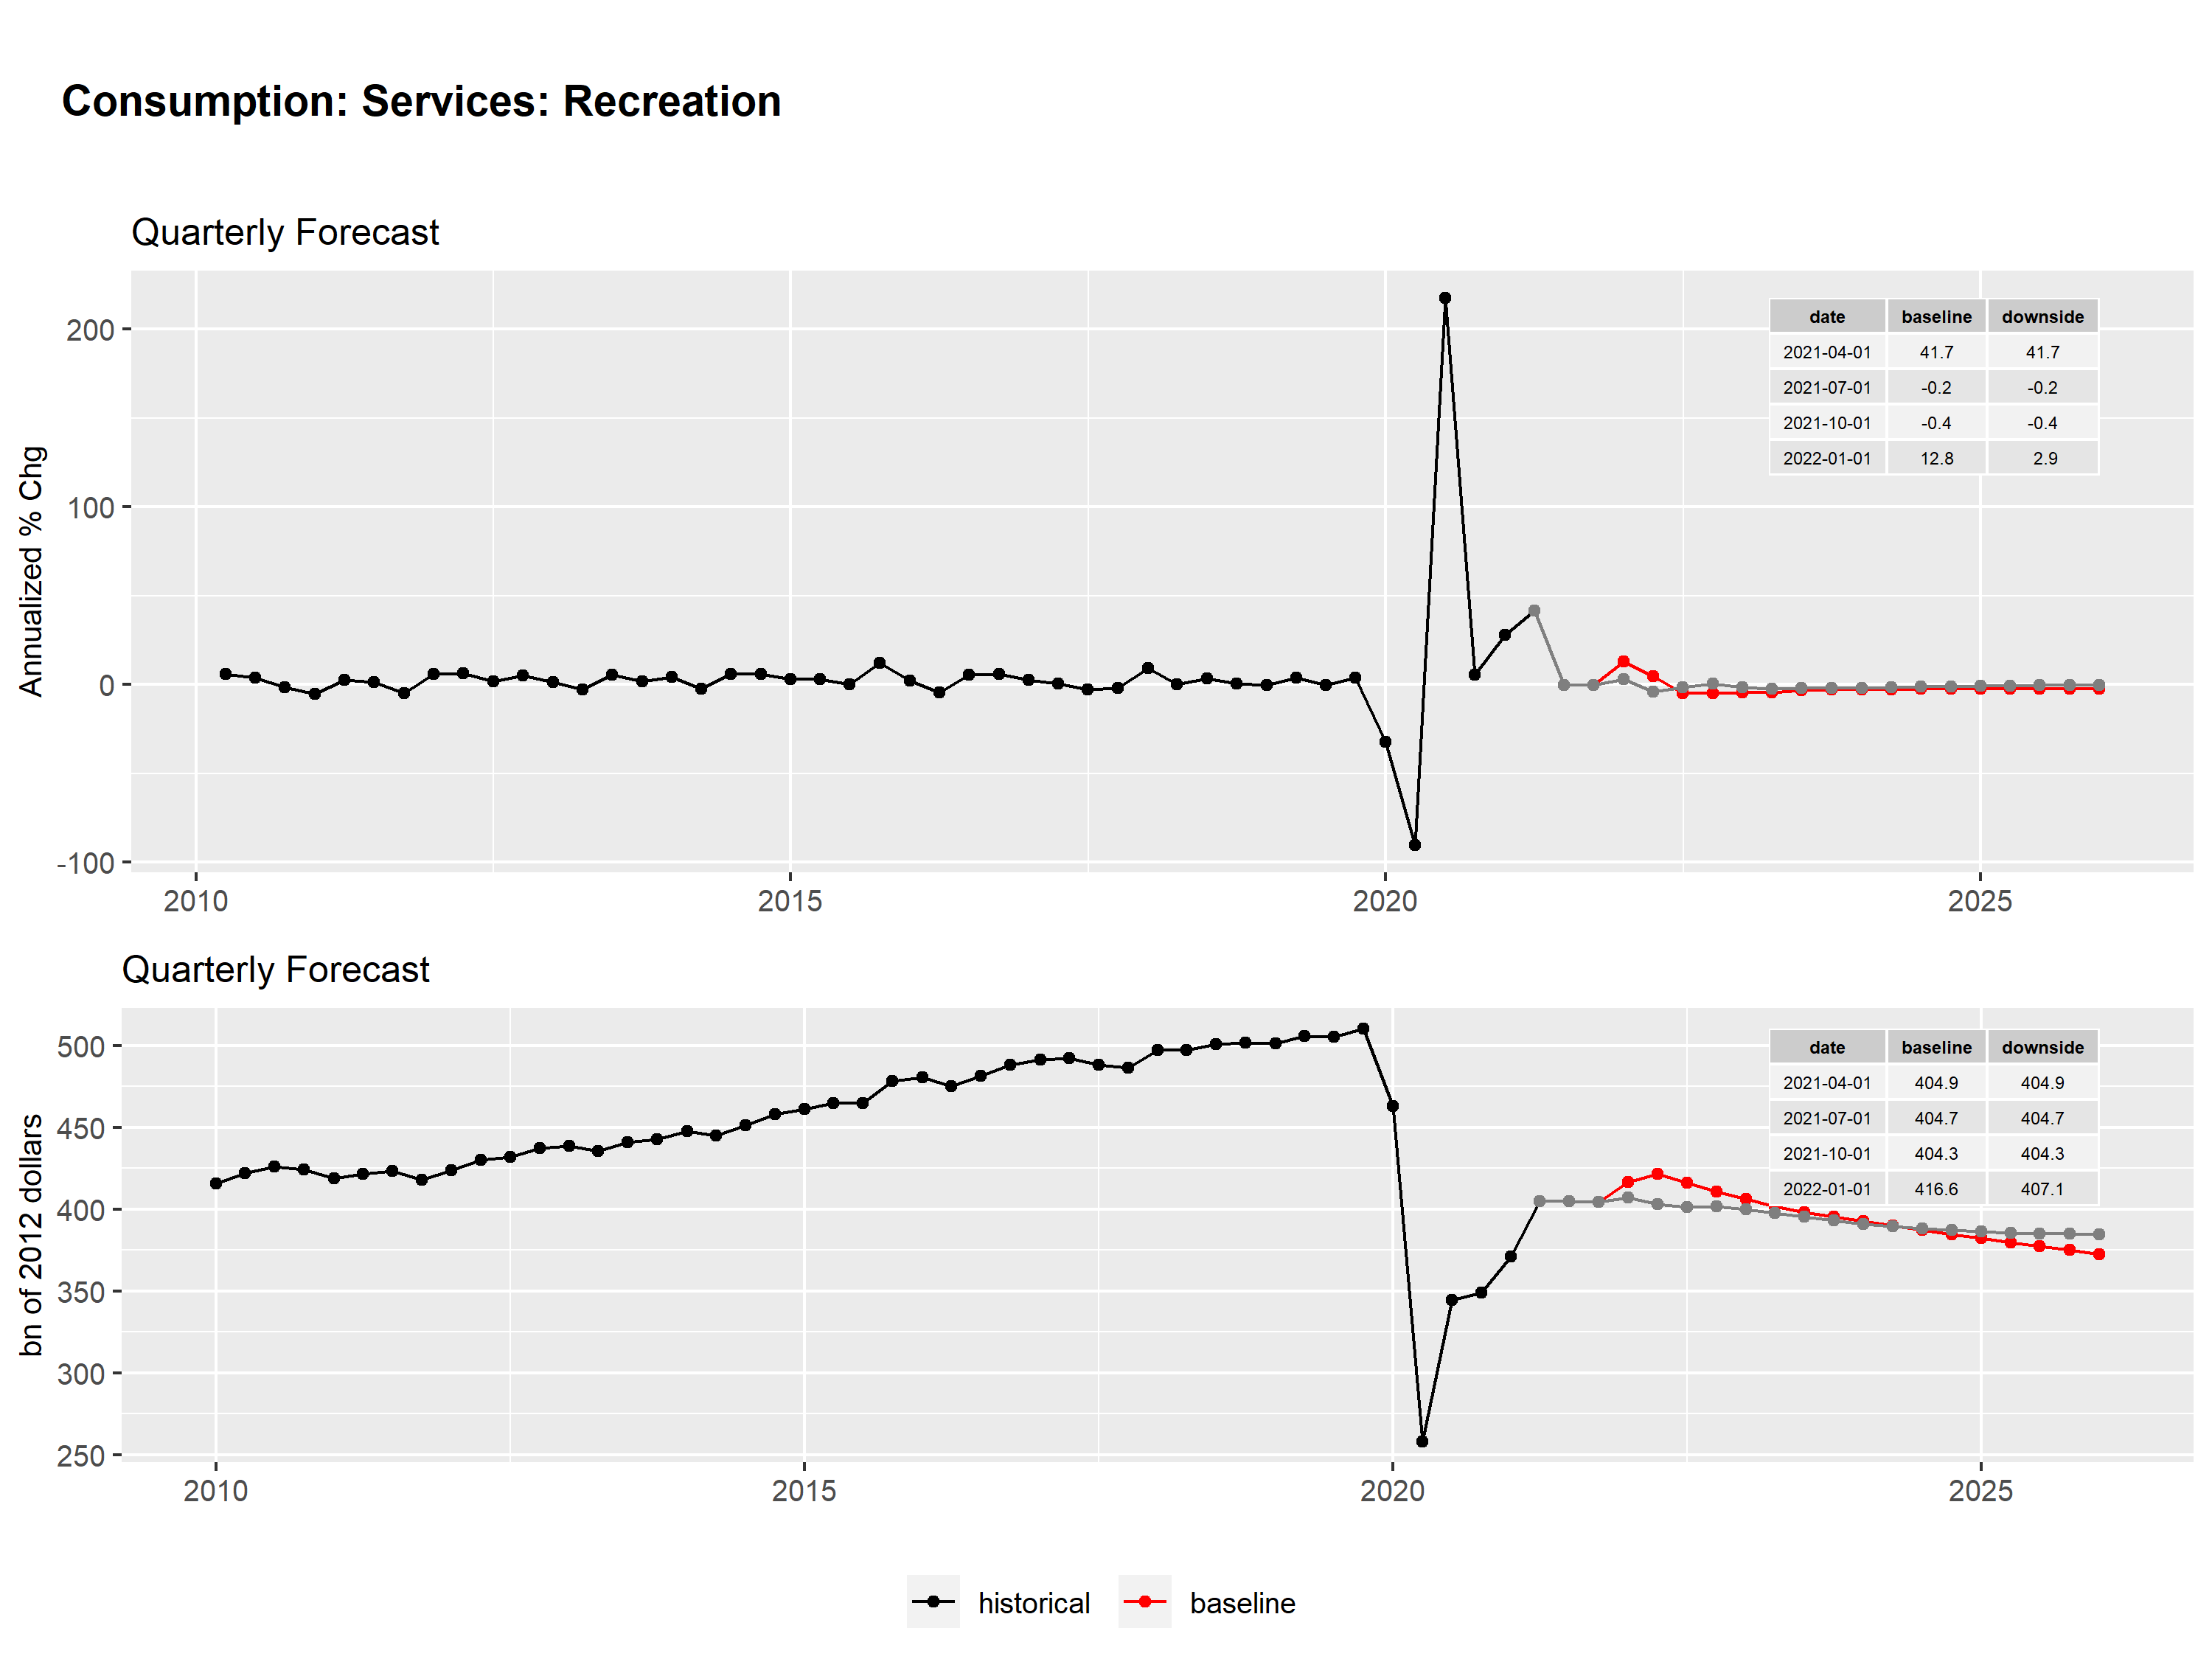 Consumption: Services: Recreation
Quarterly Forecast
Annualized % Chg
200
100
0
-100
date baseline downside
2021-04-01 41.7 41.7
2021-07-01 -0.2 -0.2
2021-10-01 -0.4 -0.4
2022-01-01 12.8 2.9
2010 2015 2020 2025
Quarterly Forecast
bn of 2012 dollars
500
450
400
350
300
250
date baseline downside
2021-04-01 404.9 404.9
2021-07-01 404.7 404.7
2021-10-01 404.3 404.3
2022-01-01 416.6 407.1
2010 2015 2020 2025
historical baseline